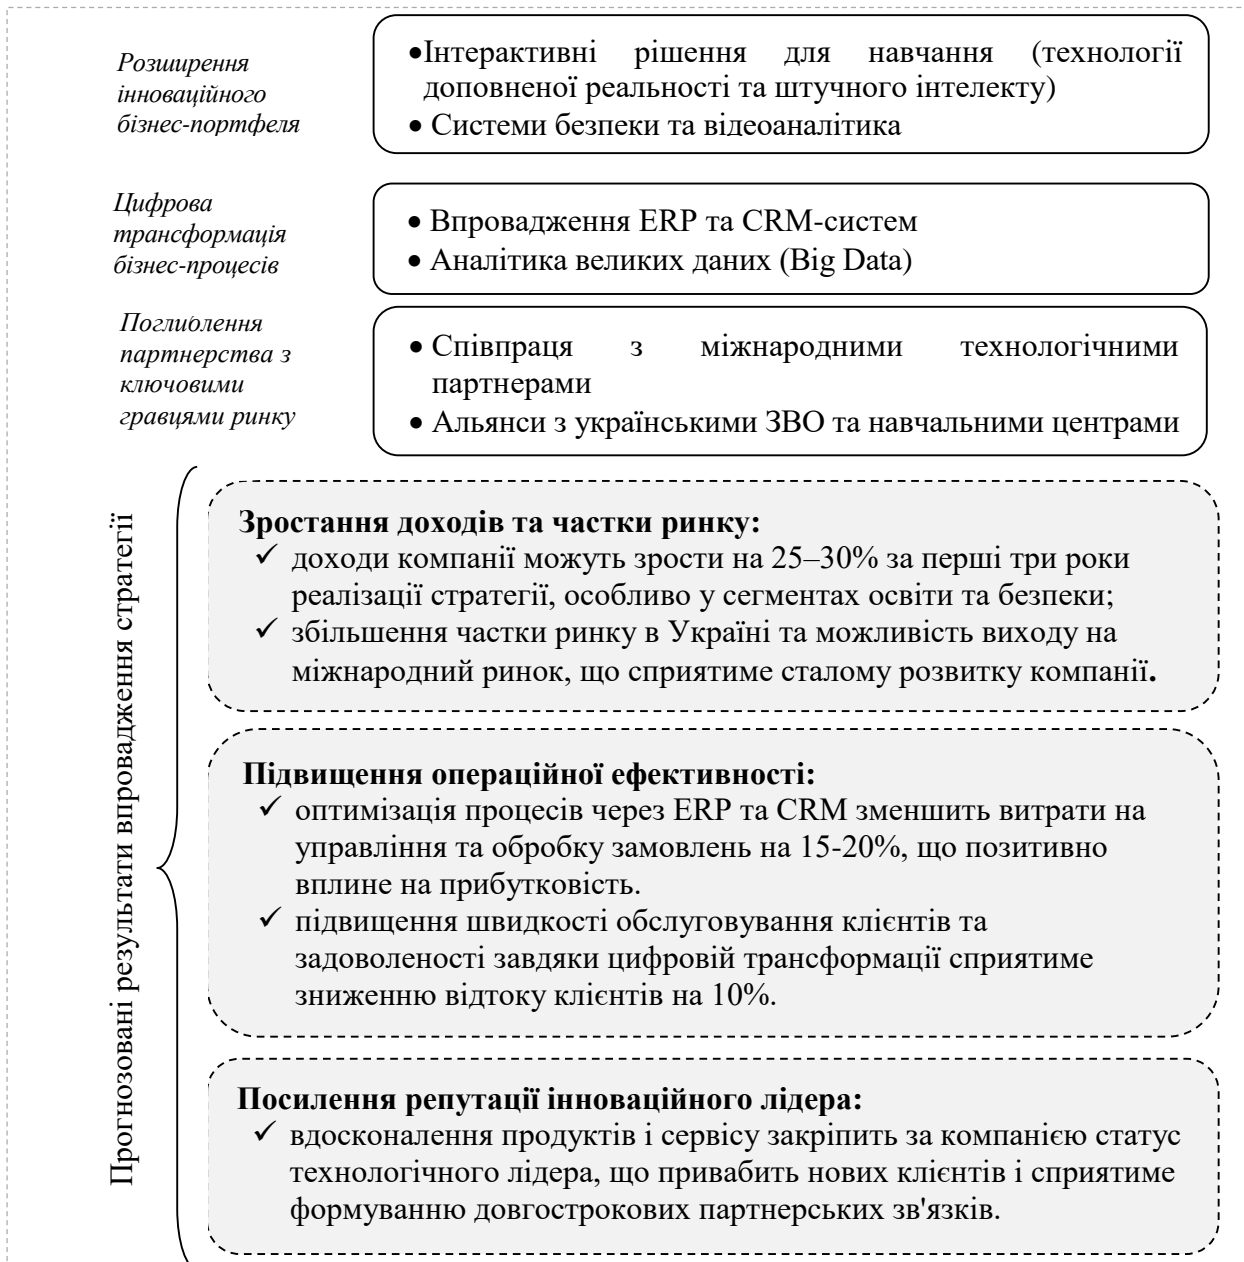 Розширення
інноваційного
бізнес-портфеля
•Інтерактивні рішення для навчання (технології
доповненої реальності та штучного інтелекту)
• Системи безпеки та відеоаналітика
Цифрова
трансформація
бізнес-процесів
• Впровадження ERP та CRM-систем
• Аналітика великих даних (Big Data)
Поглиблення
партнерства з
ключовими
гравцями ринку
• Співпраця з міжнародними технологічними
партнерами
• Альянси з українськими ЗВО та навчальними центрами
Прогнозовані результати впровадження стратегії
Зростання доходів та частки ринку:
✓ доходи компанії можуть зрости на 25–30% за перші три роки
реалізації стратегії, особливо у сегментах освіти та безпеки;
✓ збільшення частки ринку в Україні та можливість виходу на
міжнародний ринок, що сприятиме сталому розвитку компанії.
Підвищення операційної ефективності:
✓ оптимізація процесів через ERP та CRM зменшить витрати на
управління та обробку замовлень на 15-20%, що позитивно
вплине на прибутковість.
✓ підвищення швидкості обслуговування клієнтів та
задоволеності завдяки цифровій трансформації сприятиме
зниженню відтоку клієнтів на 10%.
Посилення репутації інноваційного лідера:
✓ вдосконалення продуктів і сервісу закріпить за компанією статус
технологічного лідера, що привабить нових клієнтів і сприятиме
формуванню довгострокових партнерських зв'язків.